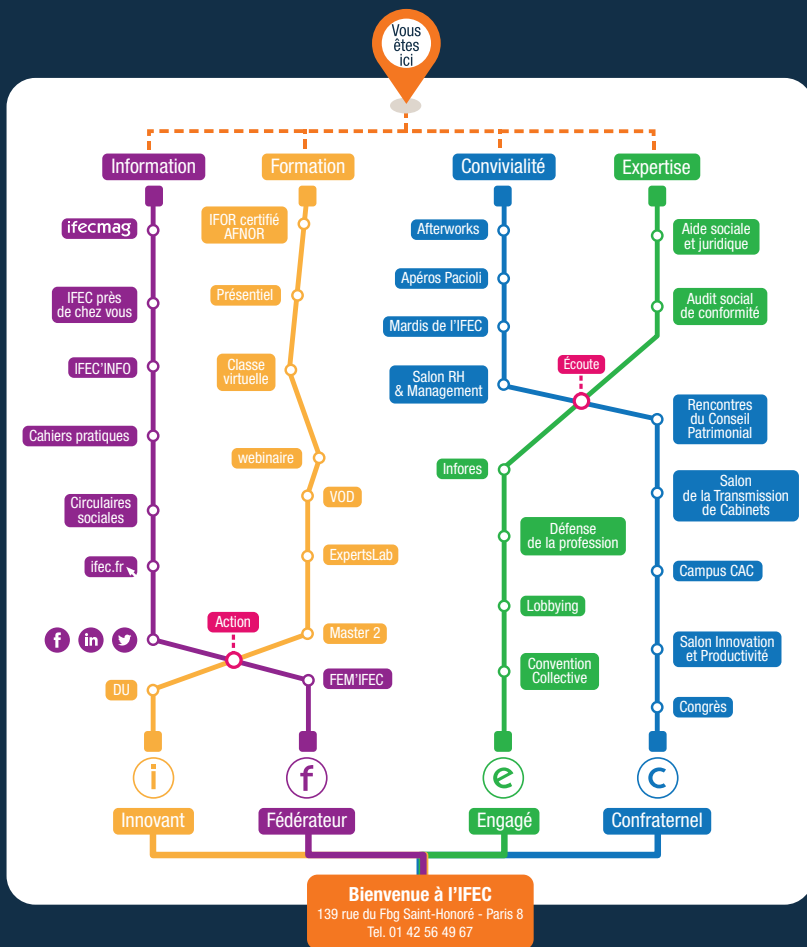 Vous
êtes
ici
Information
Formation
Convivialité
Expertise
ifecmag
IFEC près
de chez vous
IFEC'INFO
Cahiers pratiques
Circulaires
sociales
ifec.fr
f in
IFOR certifié
AFNOR
Présentiel
Classe
virtuelle
webinaire
VOD
ExpertsLab
Master 2
Action
DU
FEM'IFEC
Afterworks
Apéros Pacioli
Mardis de l'IFEC
Salon RH
& Management
Écoute
Aide sociale
et juridique
Audit social
de conformité
Rencontres
du Conseil
Patrimonial
Salon
de la Transmission
de Cabinets
Campus CAC
Salon Innovation
et Productivité
Congrès
Infores
Défense
de la profession
Lobbying
Convention
Collective
i f e c
Innovant
Fédérateur
Engagé
Confraternel
Bienvenue à l'IFEC
139 rue du Fbg Saint-Honoré - Paris 8
Tel. 01 42 56 49 67